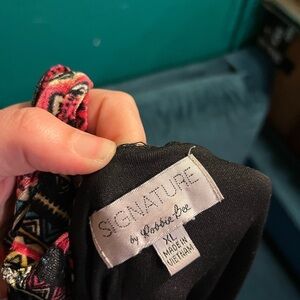 SIGNATURE
by Robbie Bee
XL
MADE IN
VIETNAM